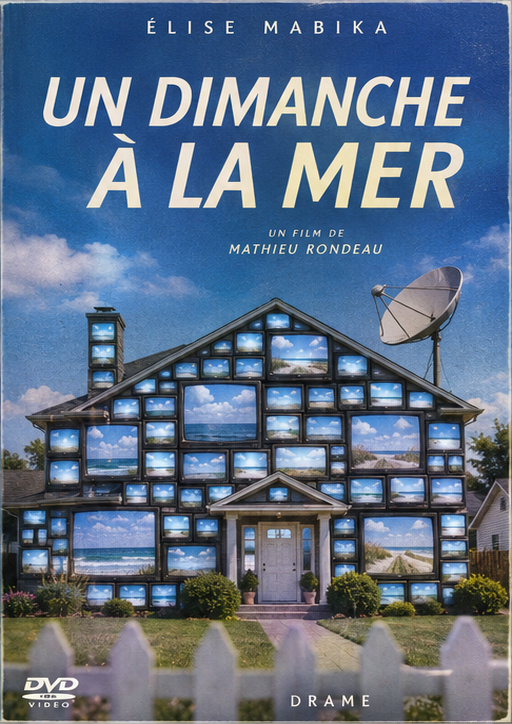 ÉLISE MABIKA
UN DIMANCHE
À LA MER
UN FILM DE
MATHIEU RONDEAU
DVD
VIDEO
DRAME